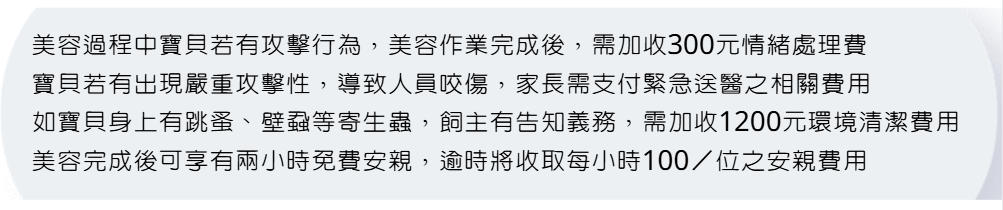 美容過程中寶貝若有攻擊行為，美容作業完成後，需加收300元情緒處理費
寶貝若有出現嚴重攻擊性，導致人員咬傷，家長需支付緊急送醫之相關費用
如寶貝身上有跳蚤、壁蝨等寄生蟲，飼主有告知義務，需加收1200元環境清潔費用
美容完成後可享有兩小時免費安親，逾時將收取每小時100／位之安親費用